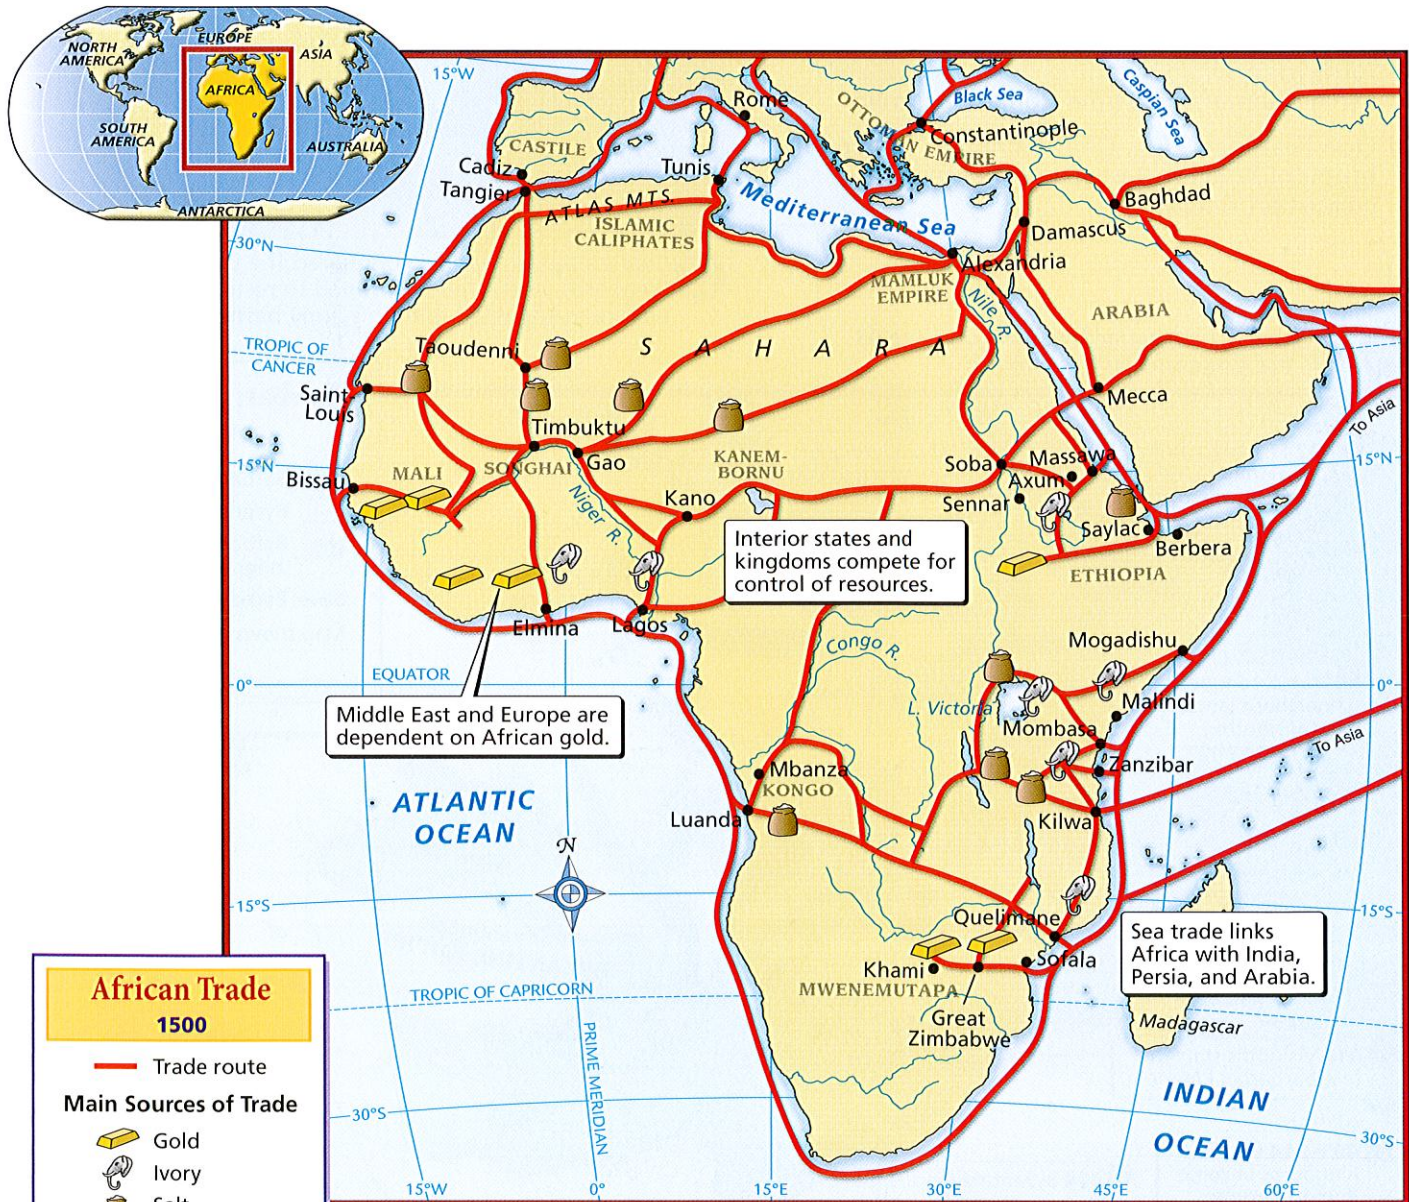 NORTH
AMERICA
EUROPE
ASIA
AFRICA
SOUTH
AMERICA
AUSTRALIA
ANTARCTICA
15°W
Rome
OTTOMAN EMPIRE
Black Sea
Caspian
Sea
Constantinople
CASTILE
Cadiz
Tunis
Tangier
ATLAS MTS.
Mediterranean Sea
Baghdad
ISLAMIC
CALIPHATES
Damascus
30°N
Alexandria
MAMLUK
EMPIRE
Nile R.
ARABIA
TROPIC OF
CANCER
Taoudenni
SAHARA
Saint-
Louis
Mecca
To Asia
Timbuktu
15°N
MALI
SONGHAI
Gao
KANEM-
BORNU
Soba
Massawa
15°N
Bissau
Niger R.
Kano
Axum
Sennar
Saylac
Berbera
Interior states and
kingdoms compete for
control of resources.
ETHIOPIA
Elmina
Lagos
Mogadishu
Congo R.
EQUATOR
0°
0°
L. Victoria
Malindi
Middle East and Europe are
dependent on African gold.
Mombasa
To Asia
Mbanza
KONGO
Zanzibar
ATLANTIC
OCEAN
Luanda
Kilwa
N
15°S
15°S
Quelimane
Sea trade links
Africa with India,
Persia, and Arabia.
Khami
Sofala
MWENEMUTAPA
TROPIC OF CAPRICORN
Great
Zimbabwe
Madagascar
PRIME MERIDIAN
African Trade
1500
Trade route
Main Sources of Trade
Gold
Ivory
Salt
INDIAN
OCEAN
30°S
30°S
15°W
0°
15°E
30°E
45°E
60°E